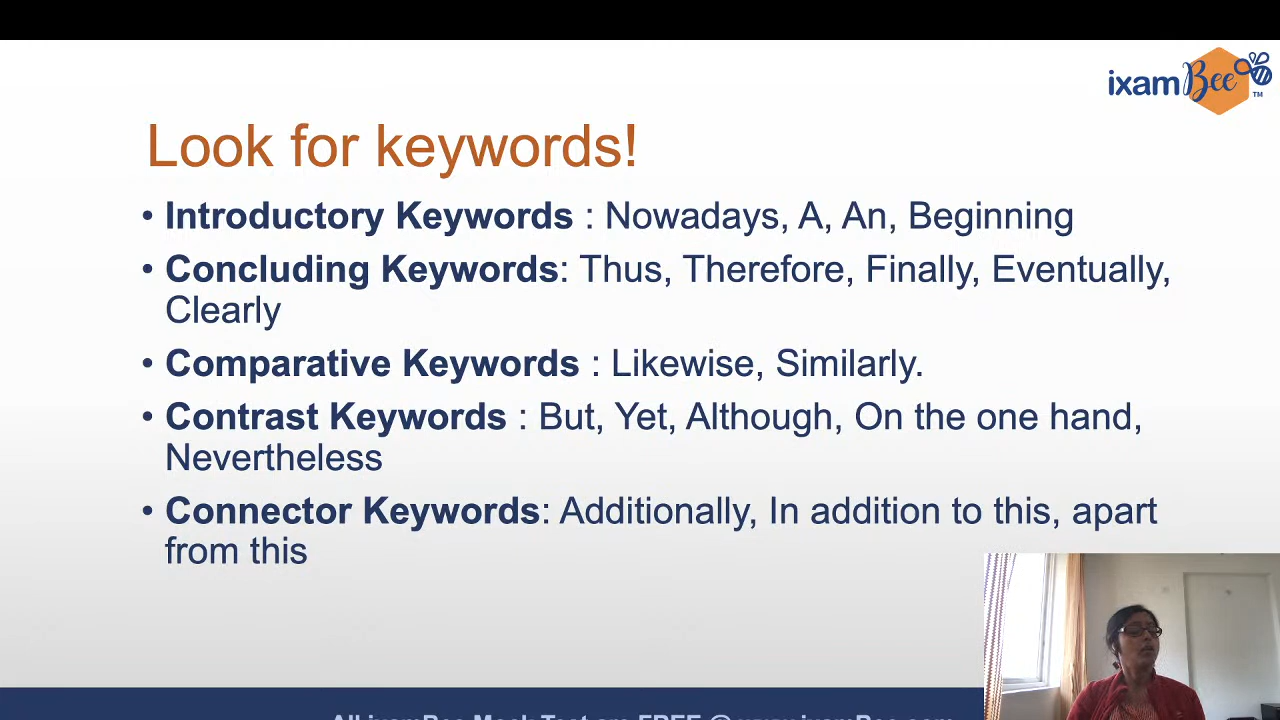 ixamBee
TM
Look for keywords!
• Introductory Keywords : Nowadays, A, An, Beginning
• Concluding Keywords: Thus, Therefore, Finally, Eventually,
Clearly
• Comparative Keywords : Likewise, Similarly.
• Contrast Keywords : But, Yet, Although, On the one hand,
Nevertheless
• Connector Keywords: Additionally, In addition to this, apart
from this
All ixamBee Mock Test are FREE @ www.ixamBee.com